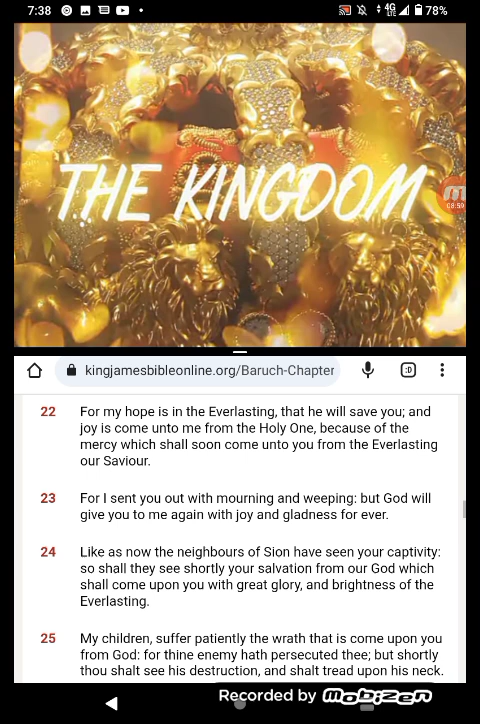 7:38
4G
LTE
78%
THE KINGDOM
08:59
kingjamesbibleonline.org/Baruch-Chapter
:D
22 For my hope is in the Everlasting, that he will save you; and
joy is come unto me from the Holy One, because of the
mercy which shall soon come unto you from the Everlasting
our Saviour.
23 For I sent you out with mourning and weeping: but God will
give you to me again with joy and gladness for ever.
24 Like as now the neighbours of Sion have seen your captivity:
so shall they see shortly your salvation from our God which
shall come upon you with great glory, and brightness of the
Everlasting.
25 My children, suffer patiently the wrath that is come upon you
from God: for thine enemy hath persecuted thee; but shortly
thou shalt see his destruction, and shalt tread upon his neck.
Recorded by Mobizen